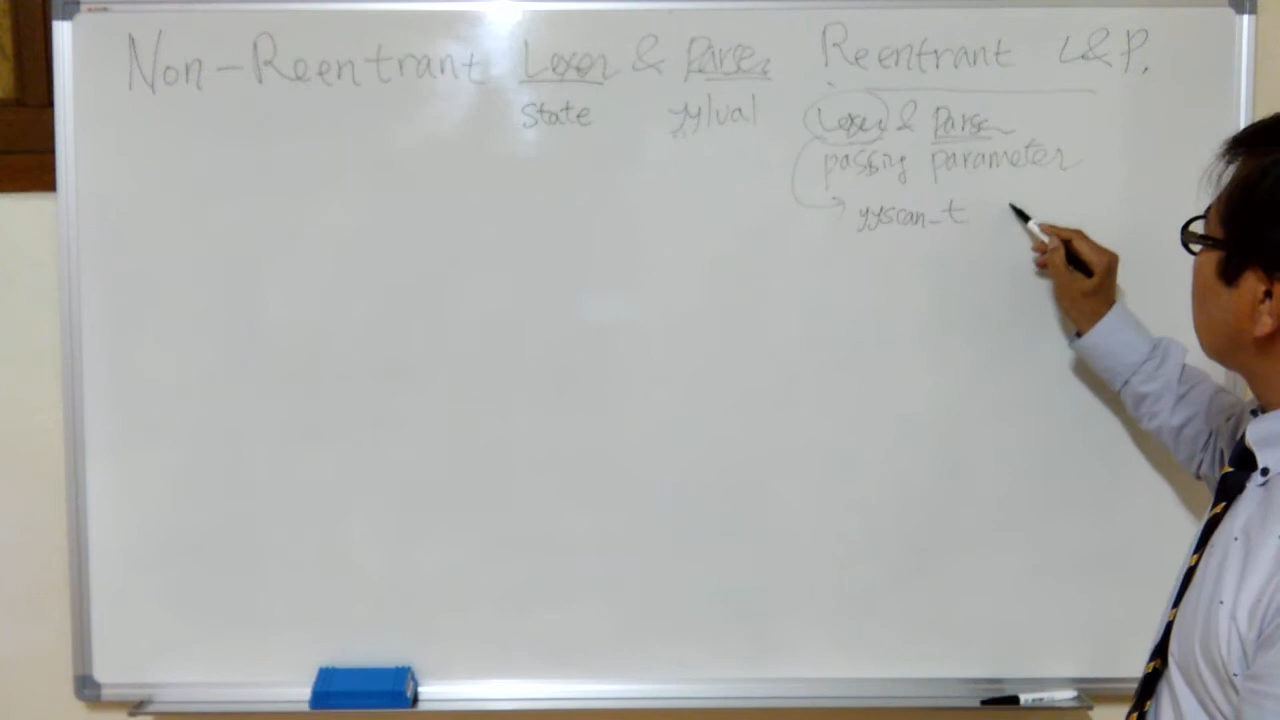 Non-Reentrant Lexer & Parser
state yylval
Reentrant L&P.
Lexer & Parser
passing parameter
yyscan_t